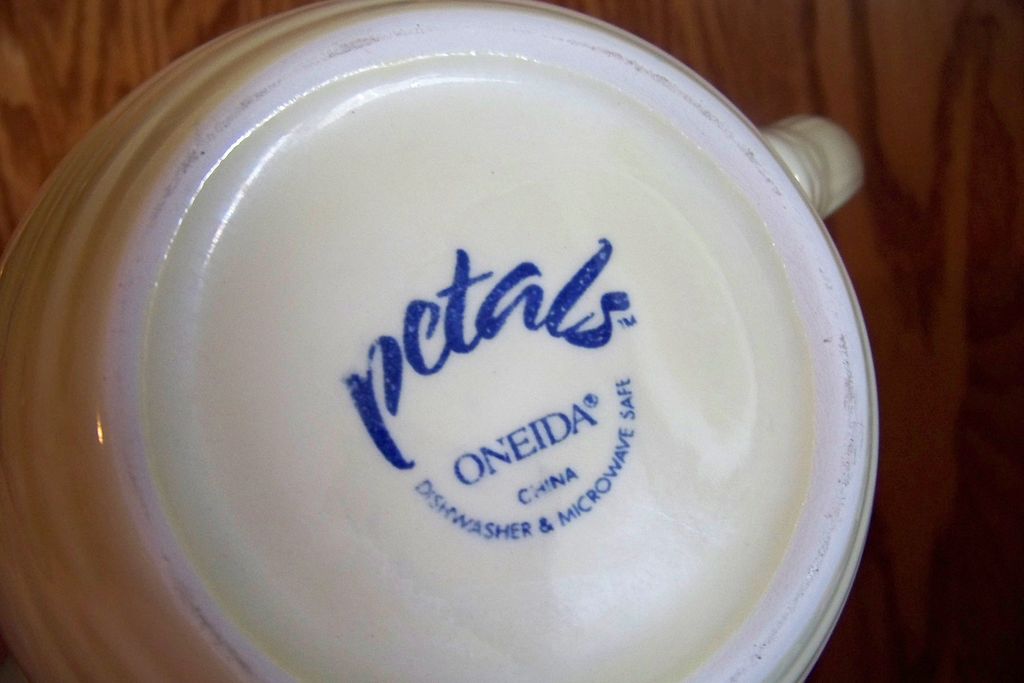 petals™
ONEIDA®
CHINA
DISHWASHER & MICROWAVE SAFE